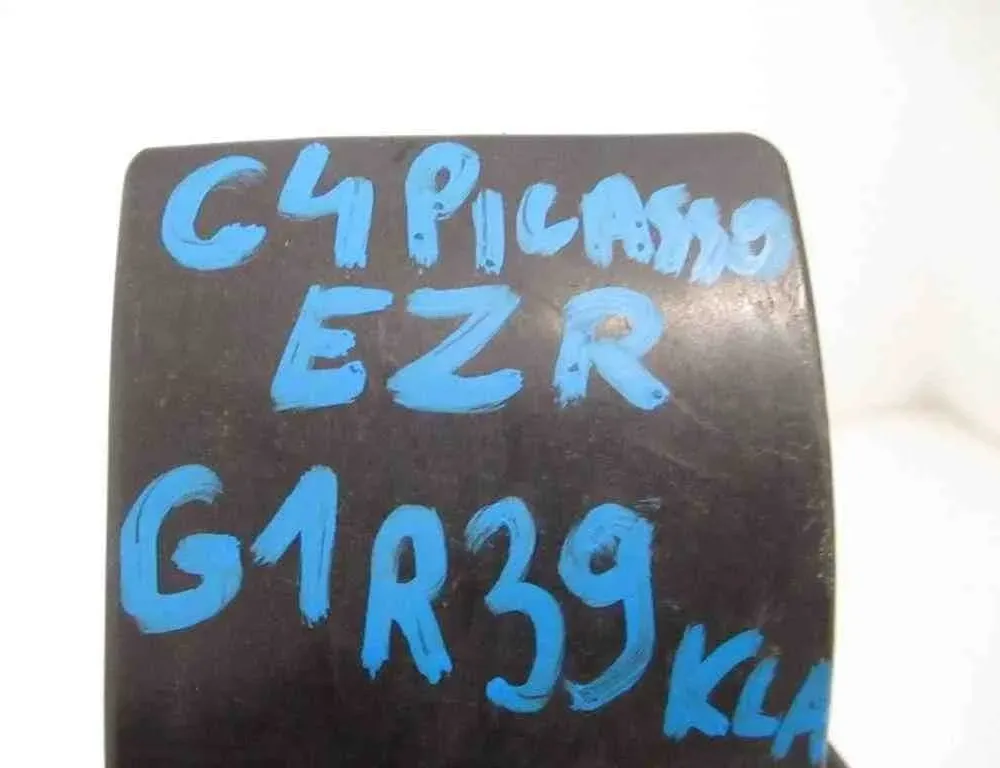 C4 PICASSO
EZR
G1R39
KLA